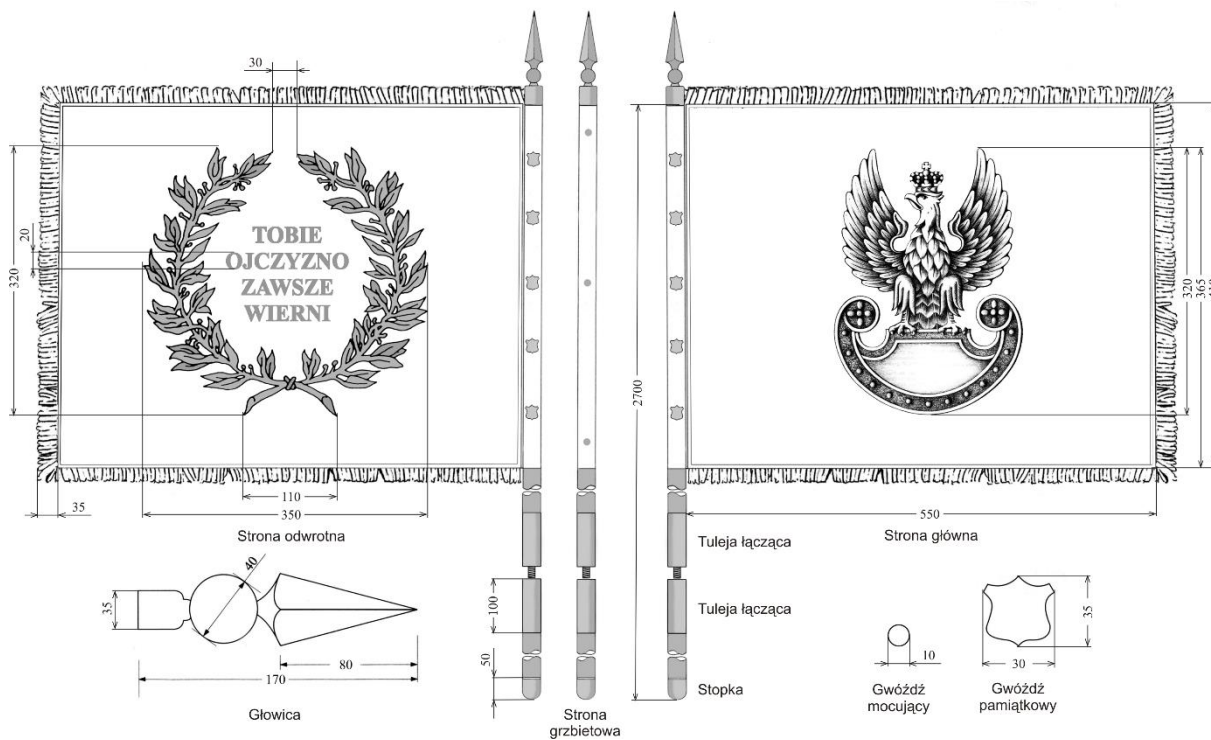 30
320
20
TOBIE
OJCZYZNO
ZAWSZE
WIERNI
35
110
350
Strona odwrotna
2700
320
365
550
Strona główna
Tuleja łącząca
Tuleja łącząca
Stopka
100
50
35
40
80
170
Głowica
Strona
grzbietowa
10
Gwóźdź
mocujący
35
30
Gwóźdź
pamiątkowy